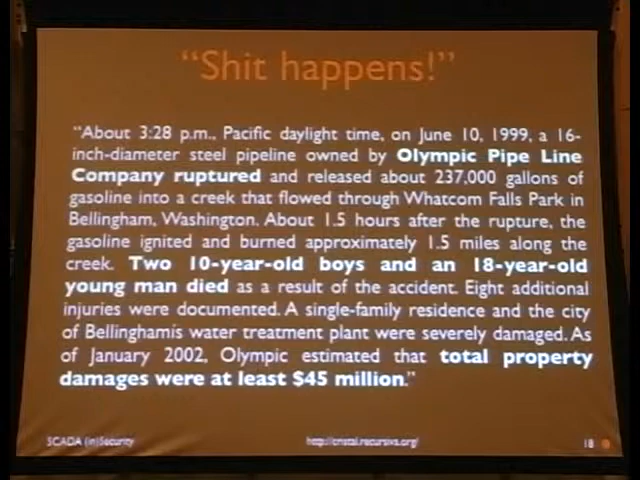 “Shit happens!”
“About 3:28 p.m., Pacific daylight time, on June 10, 1999, a 16-
inch-diameter steel pipeline owned by Olympic Pipe Line
Company ruptured and released about 237,000 gallons of
gasoline into a creek that flowed through Whatcom Falls Park in
Bellingham, Washington. About 1.5 hours after the rupture, the
gasoline ignited and burned approximately 1.5 miles along the
creek. Two 10-year-old boys and an 18-year-old
young man died as a result of the accident. Eight additional
injuries were documented. A single-family residence and the city
of Bellinghamís water treatment plant were severely damaged. As
of January 2002, Olympic estimated that total property
damages were at least $45 million.”
SCADA (in)Security
http://cristal.recursiva.org/
18